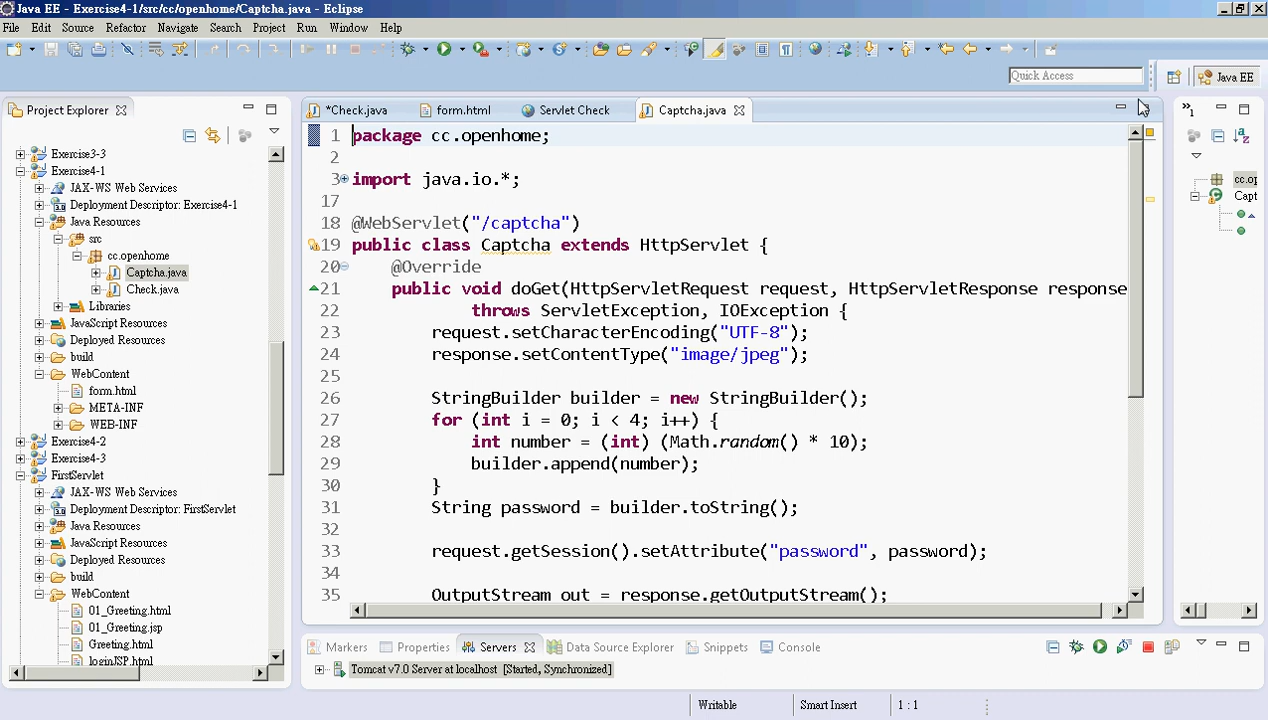 Java EE - Exercise4-1/src/cc/openhome/Captcha.java - Eclipse
File Edit Source Refactor Navigate Search Project Run Window Help
Quick Access
Java EE
Project Explorer
*Check.java form.html Servlet Check Captcha.java
Exercise3-3
Exercise4-1
JAX-WS Web Services
Deployment Descriptor: Exercise4-1
Java Resources
src
cc.openhome
Captcha.java
Check.java
Libraries
JavaScript Resources
Deployed Resources
build
WebContent
form.html
META-INF
WEB-INF
Exercise4-2
Exercise4-3
FirstServlet
JAX-WS Web Services
Deployment Descriptor: FirstServlet
Java Resources
JavaScript Resources
Deployed Resources
build
WebContent
01_Greeting.html
01_Greeting.jsp
Greeting.html
loginJSP.html
1 package cc.openhome;
2
3 import java.io.*;
17
18 @WebServlet("/captcha")
19 public class Captcha extends HttpServlet {
20 @Override
21 public void doGet(HttpServletRequest request, HttpServletResponse response
22 throws ServletException, IOException {
23 request.setCharacterEncoding("UTF-8");
24 response.setContentType("image/jpeg");
25
26 StringBuilder builder = new StringBuilder();
27 for (int i = 0; i < 4; i++) {
28 int number = (int) (Math.random() * 10);
29 builder.append(number);
30 }
31 String password = builder.toString();
32
33 request.getSession().setAttribute("password", password);
34
35 OutputStream out = response.getOutputStream();
1
cc.op
Capt
Markers Properties Servers Data Source Explorer Snippets Console
Tomcat v7.0 Server at localhost [Started, Synchronized]
Writable Smart Insert 1 : 1